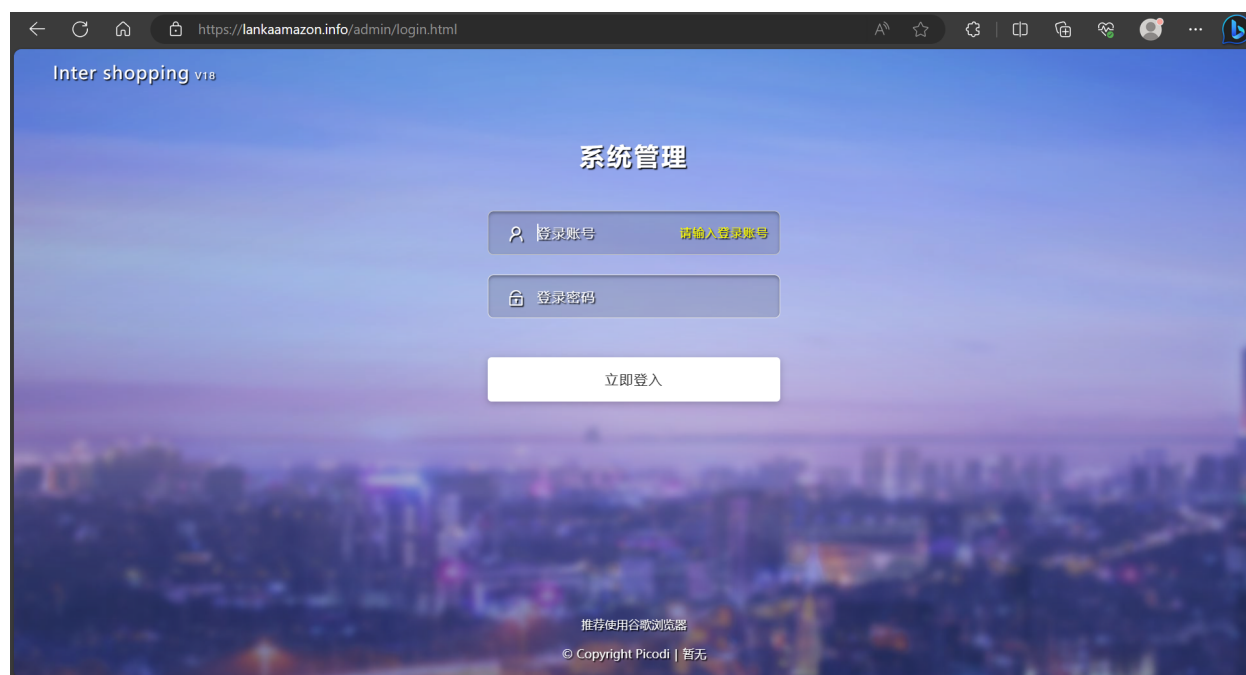 https://lankaamazon.info/admin/login.html
Inter shopping V18
系统管理
登录账号 请输入登录账号
登录密码
立即登入
推荐使用谷歌浏览器
© Copyright Picodi | 暂无